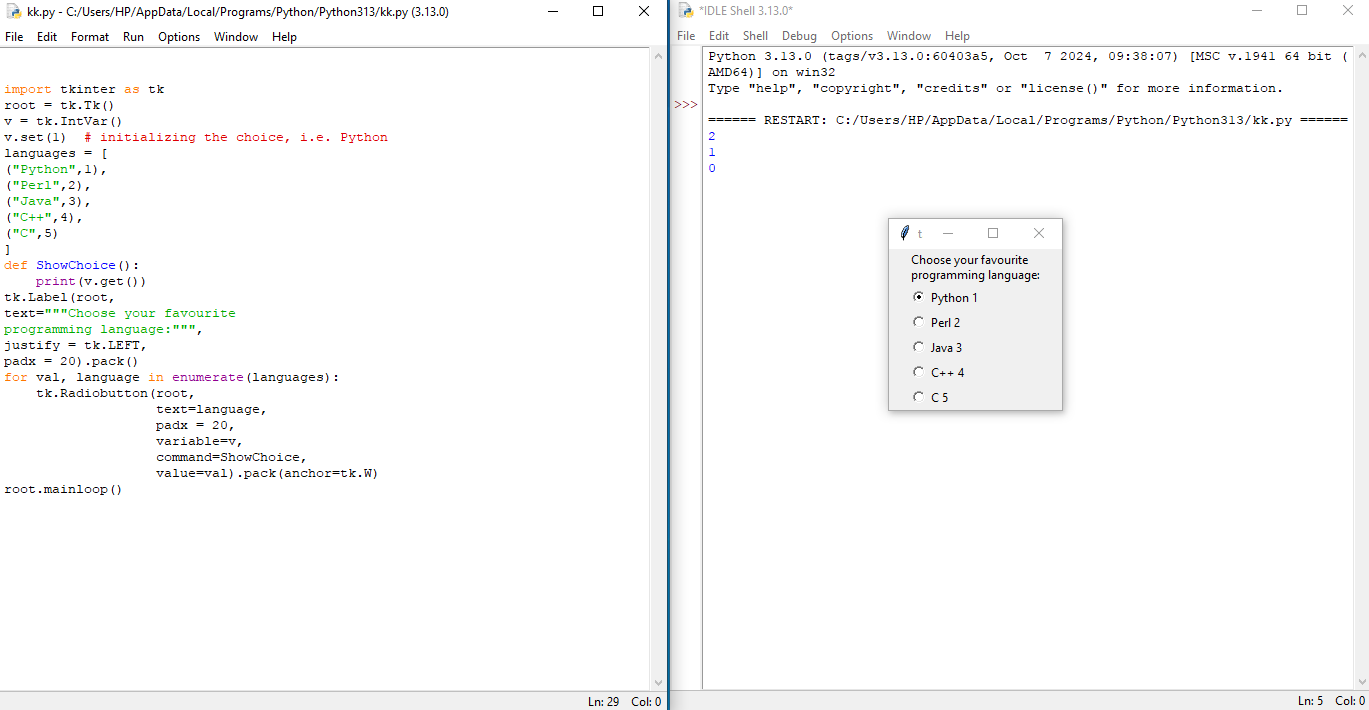 kk.py - C:/Users/HP/AppData/Local/Programs/Python/Python313/kk.py (3.13.0)
File Edit Format Run Options Window Help
import tkinter as tk
root = tk.Tk()
v = tk.IntVar()
v.set(1)  # initializing the choice, i.e. Python
languages = [
("Python",1),
("Perl",2),
("Java",3),
("C++",4),
("C",5)
]
def ShowChoice():
    print(v.get())
tk.Label(root,
text="""Choose your favourite
programming language:""",
justify = tk.LEFT,
padx = 20).pack()
for val, language in enumerate(languages):
    tk.Radiobutton(root,
                   text=language,
                   padx = 20,
                   variable=v,
                   command=ShowChoice,
                   value=val).pack(anchor=tk.W)
root.mainloop()
Ln: 29 Col: 0
*IDLE Shell 3.13.0*
File Edit Shell Debug Options Window Help
Python 3.13.0 (tags/v3.13.0:60403a5, Oct  7 2024, 09:38:07) [MSC v.1941 64 bit (
AMD64)] on win32
Type "help", "copyright", "credits" or "license()" for more information.
>>>
====== RESTART: C:/Users/HP/AppData/Local/Programs/Python/Python313/kk.py ======
2
1
0
t
Choose your favourite
programming language:
Python 1
Perl 2
Java 3
C++ 4
C 5
Ln: 5 Col: 0